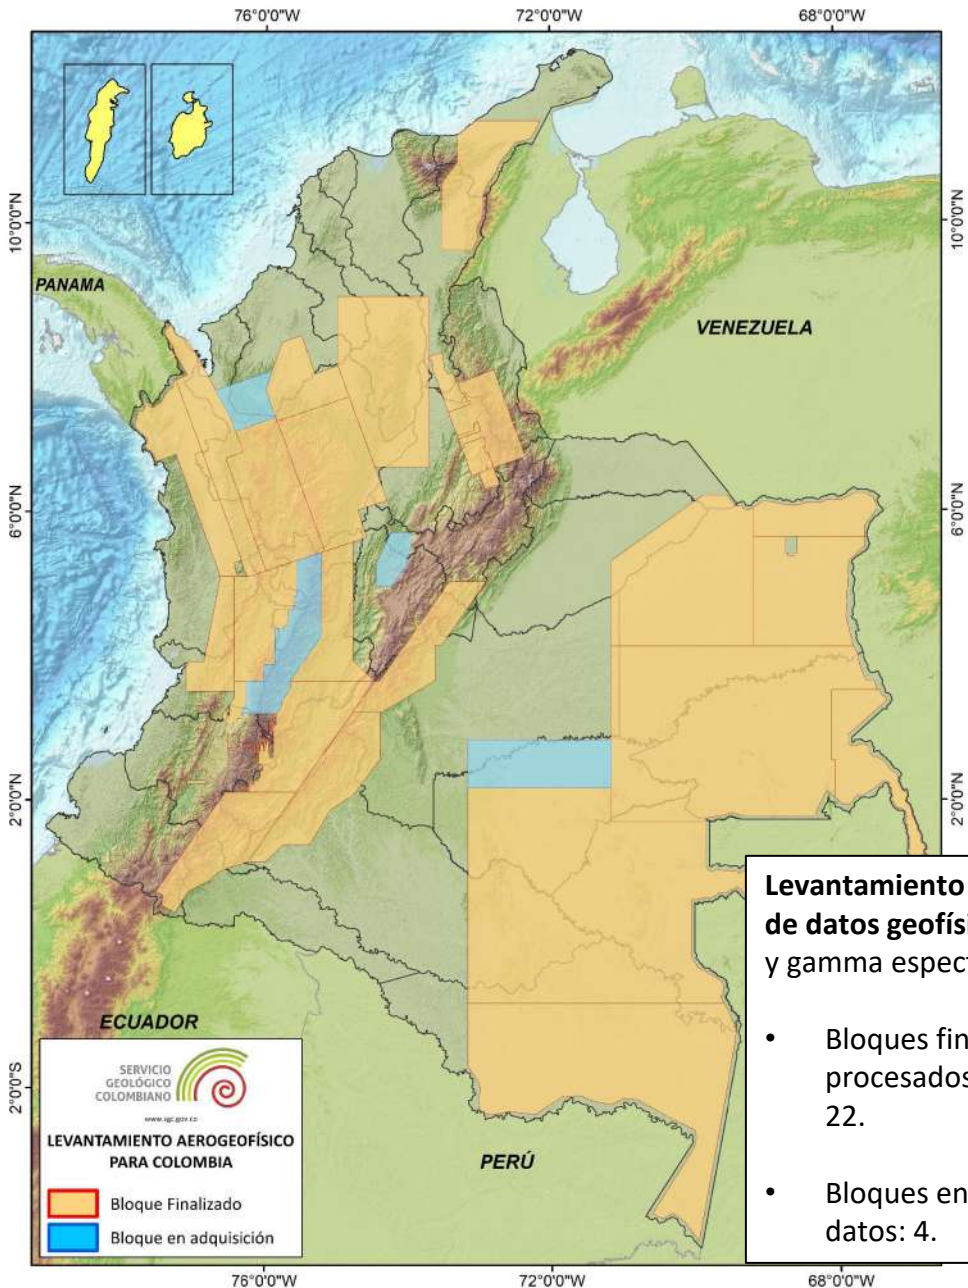 76°0'0"W 72°0'0"W 68°0'0"W
10°0'0"N 10°0'0"N
PANAMA
VENEZUELA
6°0'0"N 6°0'0"N
2°0'0"N 2°0'0"N
Levantamiento
de datos geofísi
y gamma espect
• Bloques fin
procesados
22.
• Bloques en
datos: 4.
ECUADOR
SERVICIO
GEOLÓGICO
COLOMBIANO
www.sgc.gov.co
2°0'0"S
LEVANTAMIENTO AEROGEOFÍSICO
PARA COLOMBIA
Bloque Finalizado
Bloque en adquisición
PERÚ
76°0'0"W 72°0'0"W 68°0'0"W